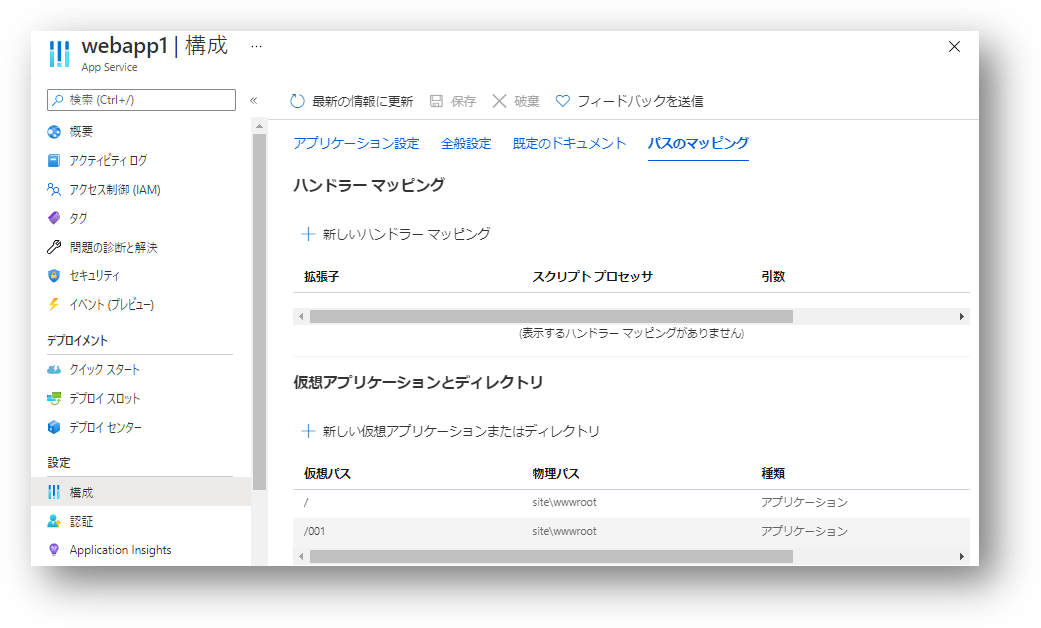 webapp1 | 構成 …
App Service
検索 (Ctrl+/)
«
概要
アクティビティ ログ
アクセス制御 (IAM)
タグ
問題の診断と解決
セキュリティ
イベント (プレビュー)
デプロイメント
クイック スタート
デプロイ スロット
デプロイ センター
設定
構成
認証
Application Insights
最新の情報に更新 保存 破棄 フィードバックを送信
アプリケーション設定 全般設定 既定のドキュメント パスのマッピング
ハンドラー マッピング
新しいハンドラー マッピング
拡張子 スクリプト プロセッサ 引数
(表示するハンドラー マッピングがありません)
仮想アプリケーションとディレクトリ
新しい仮想アプリケーションまたはディレクトリ
仮想パス 物理パス 種類
/ site\wwwroot アプリケーション
/001 site\wwwroot アプリケーション